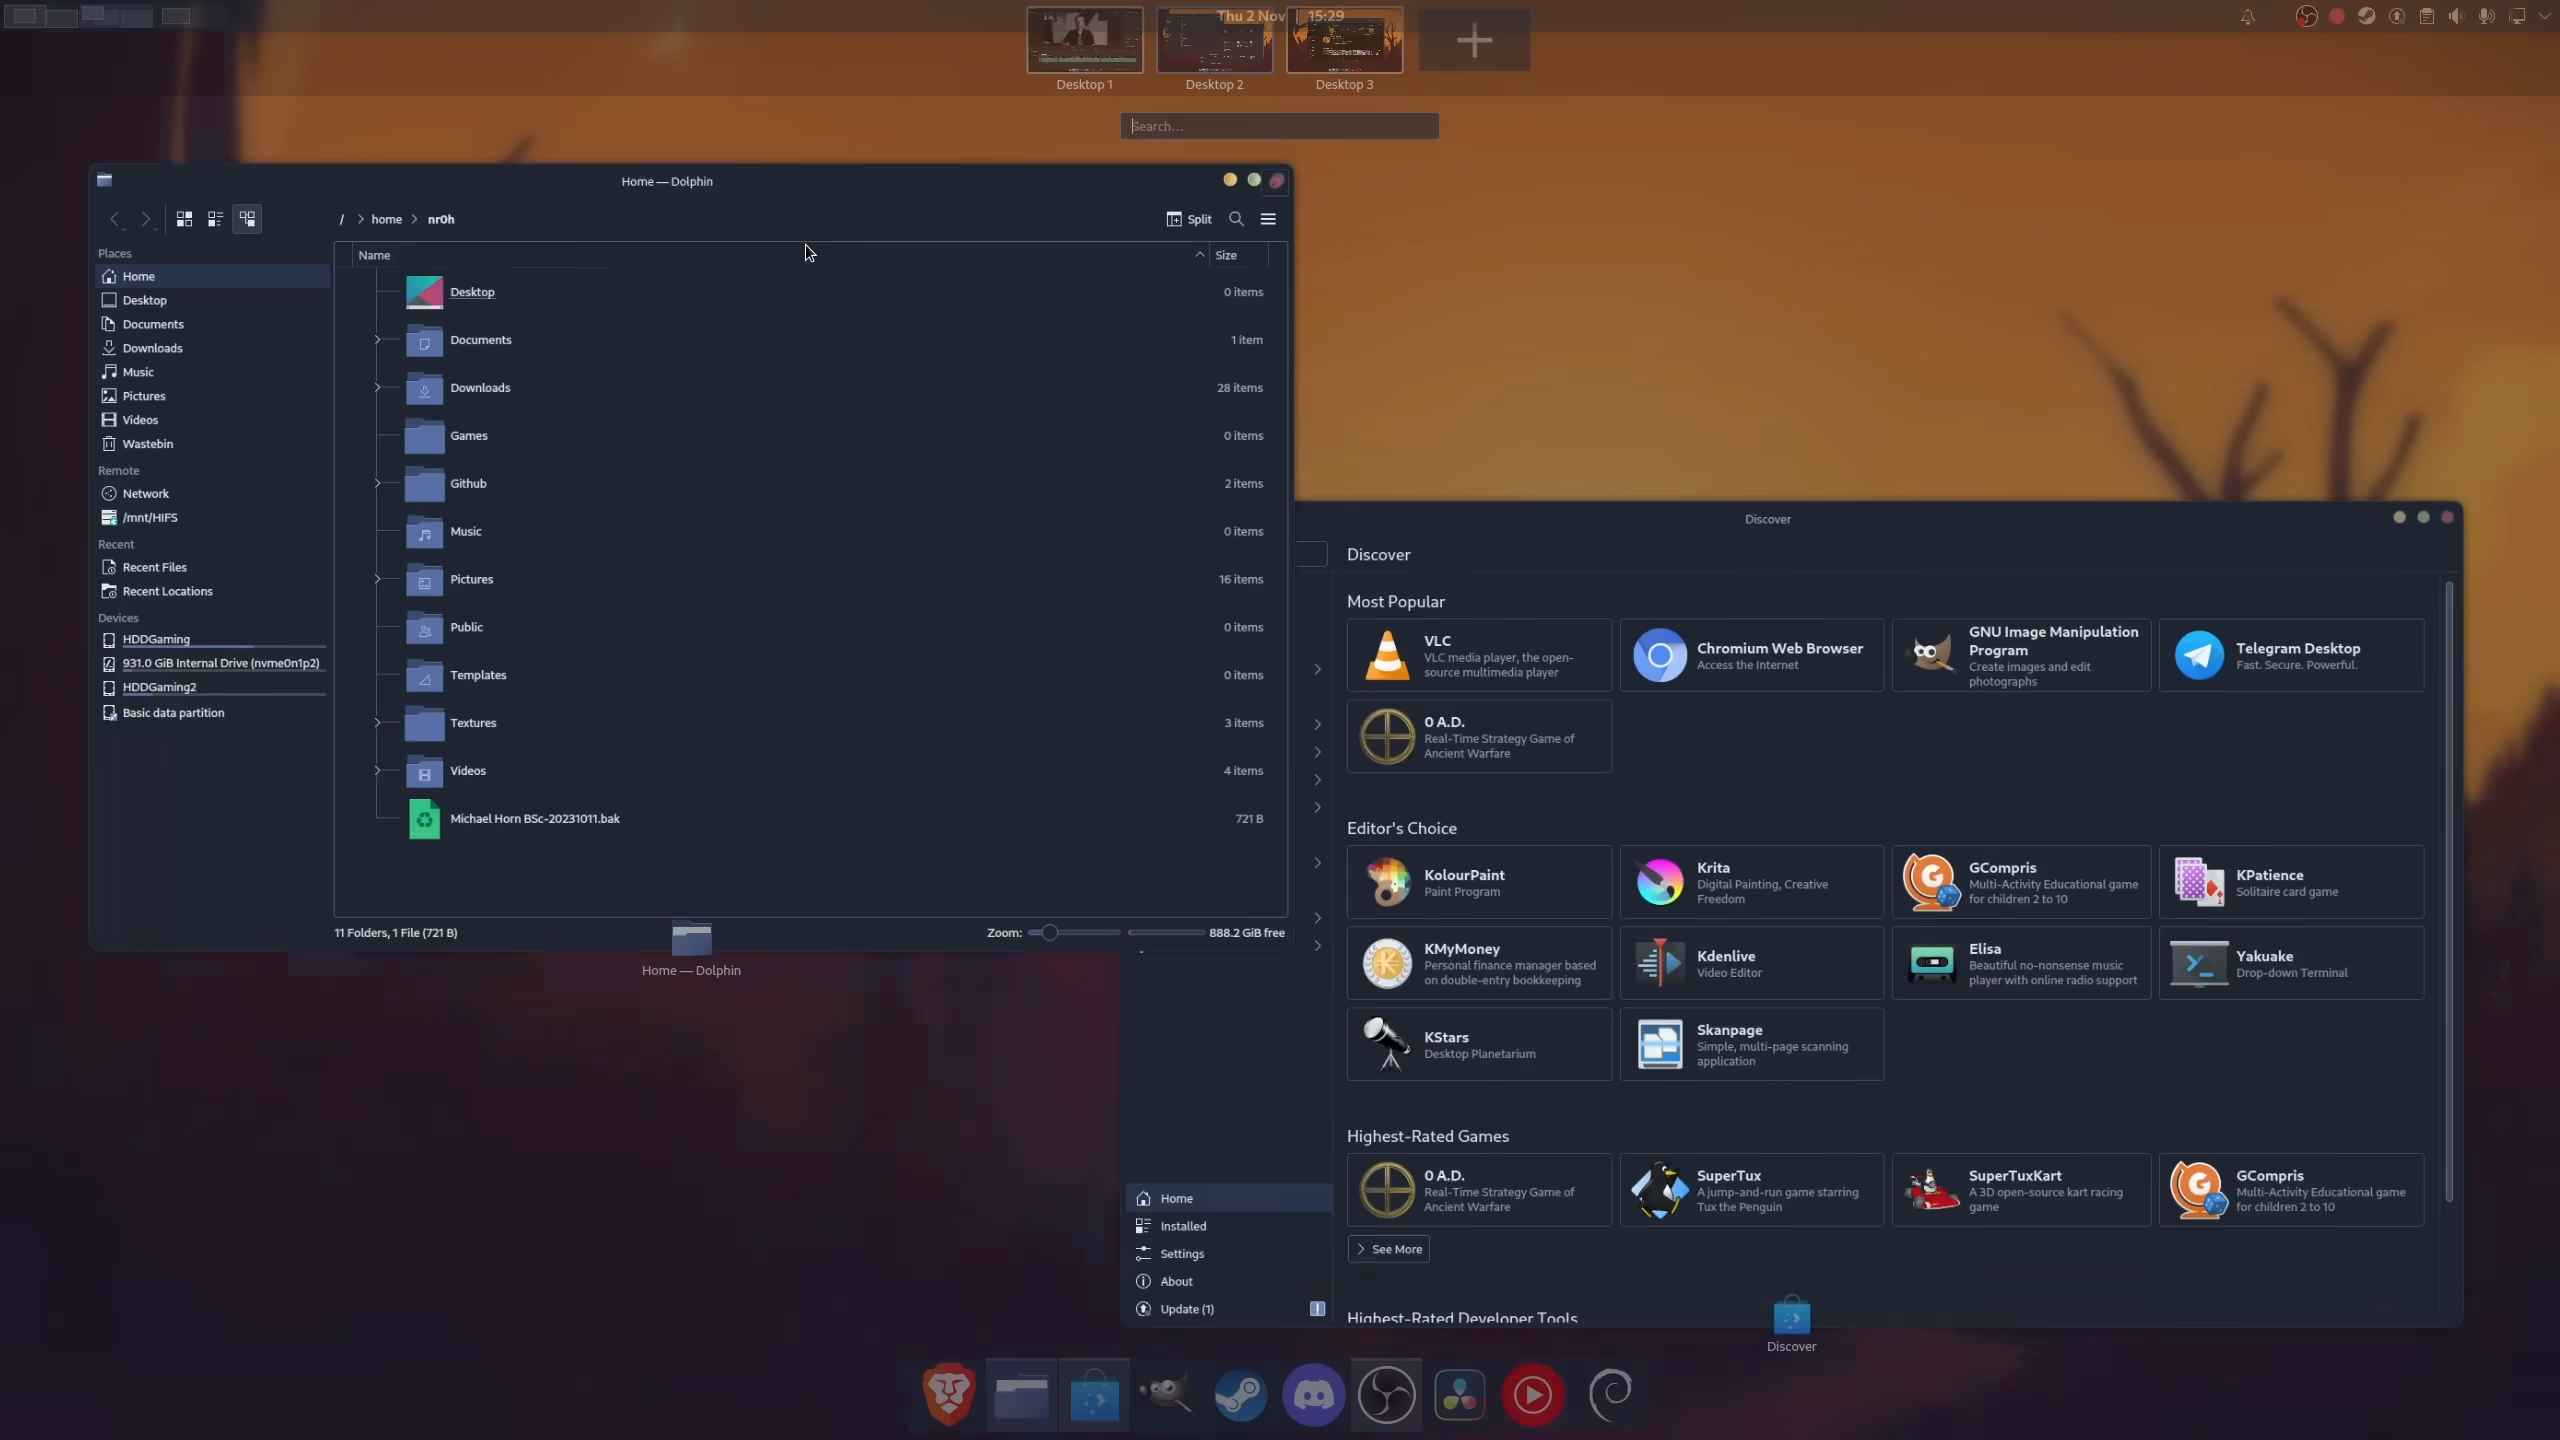 Thu 2 Nov | 15:29
Desktop 1
Desktop 2
Desktop 3
Search...
Home — Dolphin
/ > home > nr0h
Split
Places
Home
Desktop
Documents
Downloads
Music
Pictures
Videos
Wastebin
Remote
Network
/mnt/HIFS
Recent
Recent Files
Recent Locations
Devices
HDDGaming
931.0 GiB Internal Drive (nvme0n1p2)
HDDGaming2
Basic data partition
Name Size
Desktop 0 items
Documents 1 item
Downloads 28 items
Games 0 items
Github 2 items
Music 0 items
Pictures 16 items
Public 0 items
Templates 0 items
Textures 3 items
Videos 4 items
Michael Horn BSc-20231011.bak 721 B
11 Folders, 1 File (721 B)
Zoom:
888.2 GiB free
Home — Dolphin
Discover
Discover
Most Popular
VLC
VLC media player, the open-
source multimedia player
Chromium Web Browser
Access the Internet
GNU Image Manipulation
Program
Create images and edit
photographs
Telegram Desktop
Fast. Secure. Powerful.
0 A.D.
Real-Time Strategy Game of
Ancient Warfare
Editor's Choice
KolourPaint
Paint Program
Krita
Digital Painting, Creative
Freedom
GCompris
Multi-Activity Educational game
for children 2 to 10
KPatience
Solitaire card game
KMyMoney
Personal finance manager based
on double-entry bookkeeping
Kdenlive
Video Editor
Elisa
Beautiful no-nonsense music
player with online radio support
Yakuake
Drop-down Terminal
KStars
Desktop Planetarium
Skanpage
Simple, multi-page scanning
application
Highest-Rated Games
0 A.D.
Real-Time Strategy Game of
Ancient Warfare
SuperTux
A jump-and-run game starring
Tux the Penguin
SuperTuxKart
A 3D open-source kart racing
game
GCompris
Multi-Activity Educational game
for children 2 to 10
See More
Highest-Rated Developer Tools
Home
Installed
Settings
About
Update (1)
Discover